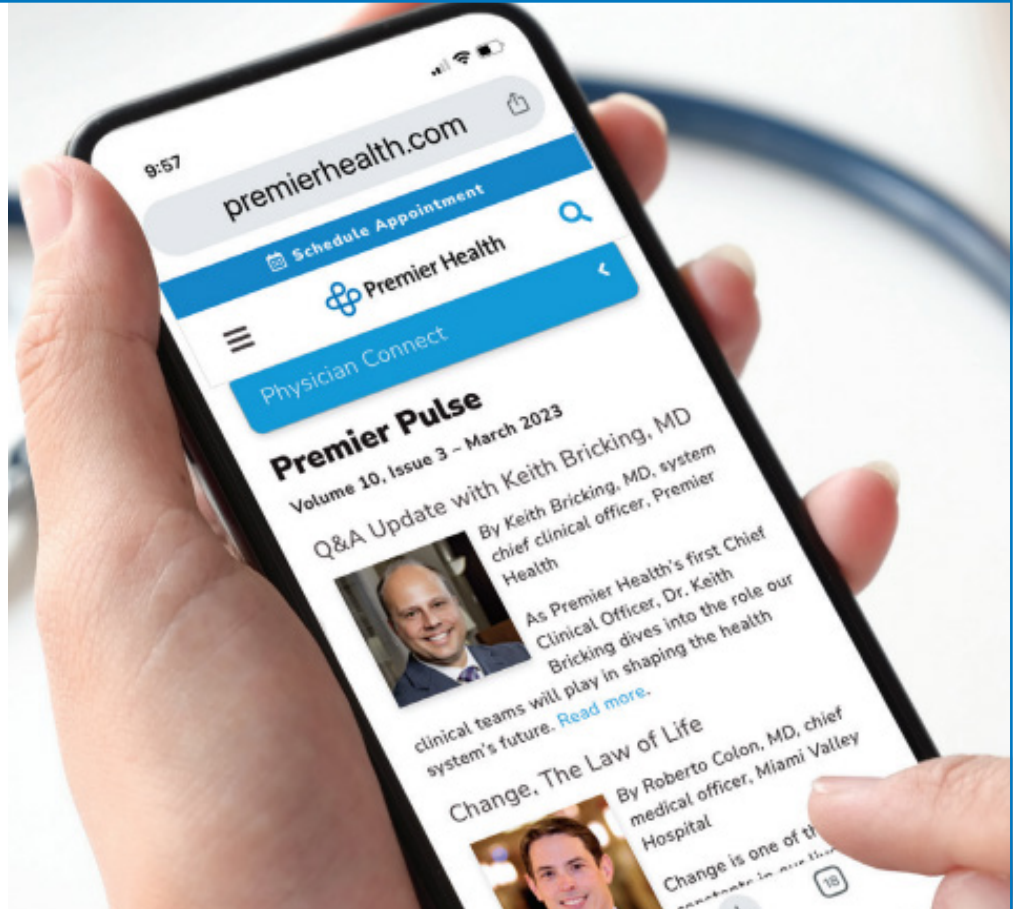 9:57
premierhealth.com
Schedule Appointment
Premier Health
Physician Connect
Premier Pulse
Volume 10, Issue 3 – March 2023
Q&A Update with Keith Bricking, MD
By Keith Bricking, MD, system
chief clinical officer, Premier
Health
As Premier Health's first Chief
Clinical Officer, Dr. Keith
Bricking dives into the role our
clinical teams will play in shaping the health
system's future. Read more.
Change, The Law of Life
By Roberto Colon, MD, chief
medical officer, Miami Valley
Hospital
Change is one of
18